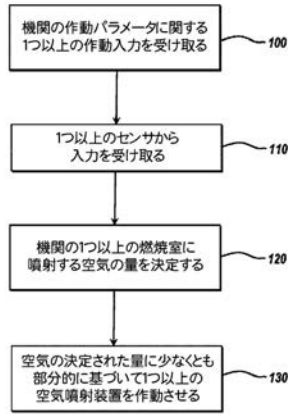 機関の作動パラメータに関する
1つ以上の作動入力を受け取る
100
1つ以上のセンサから
入力を受け取る
110
機関の1つ以上の燃焼室に
噴射する空気の量を決定する
120
空気の決定された量に少なくとも
部分的に基づいて1つ以上の
空気噴射装置を作動させる
130